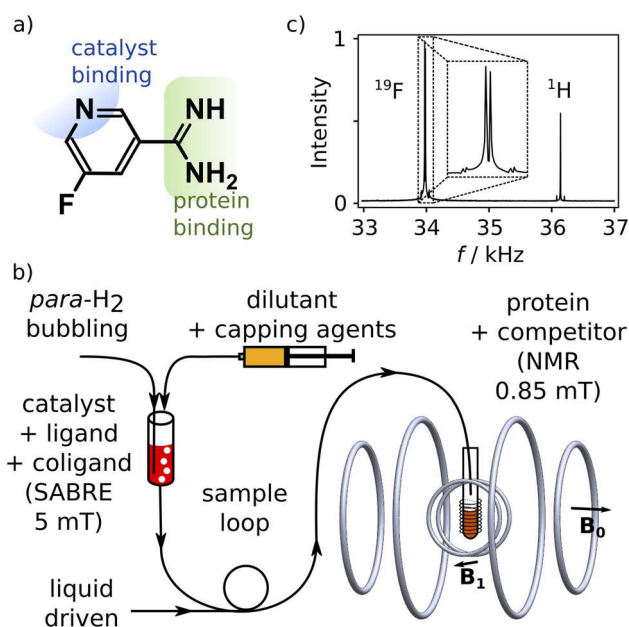 a)
catalyst
binding
N
NH
NH₂
F
protein
binding
c)
1
Intensity
0
¹⁹F
¹H
33 34 35 36 37
f / kHz
b)
para-H2
bubbling
dilutant
+ capping agents
protein
+ competitor
(NMR
0.85 mT)
catalyst
+ ligand
+ coligand
(SABRE
5 mT)
sample
loop
liquid
driven
B₀
B₁